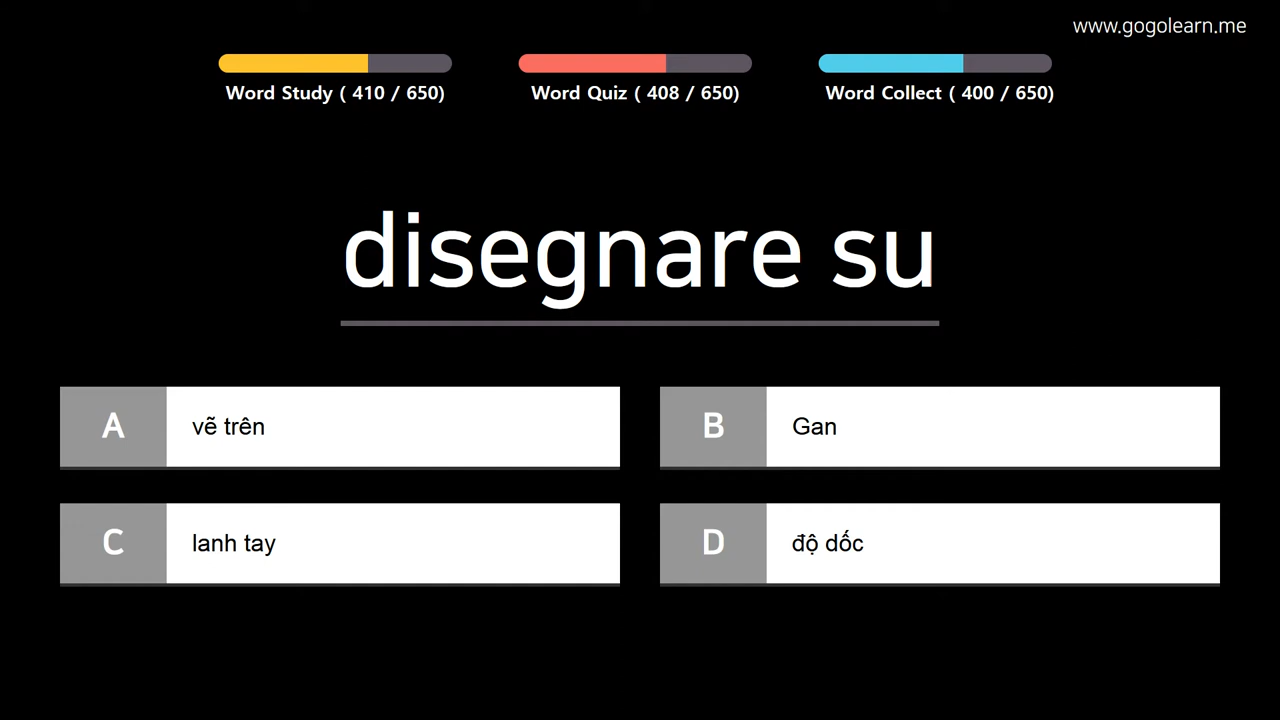 www.gogolearn.me
Word Study ( 410 / 650)
Word Quiz ( 408 / 650)
Word Collect ( 400 / 650)
disegnare su
A
vẽ trên
B
Gan
C
lanh tay
D
độ dốc